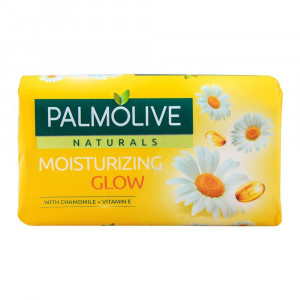 PALMOLIVE
NATURALS
MOISTURIZING
GLOW
WITH CHAMOMILE + VITAMIN E